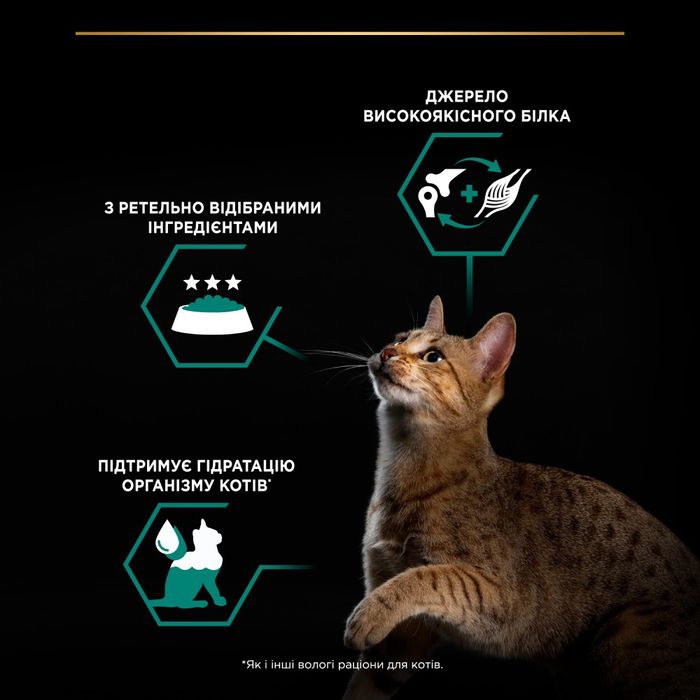 ДЖЕРЕЛО
ВИСОКОЯКІСНОГО БІЛКА
З РЕТЕЛЬНО ВІДІБРАНИМИ
ІНГРЕДІЄНТАМИ
ПІДТРИМУЄ ГІДРАТАЦІЮ
ОРГАНІЗМУ КОТІВ*
*Як і інші вологі раціони для котів.